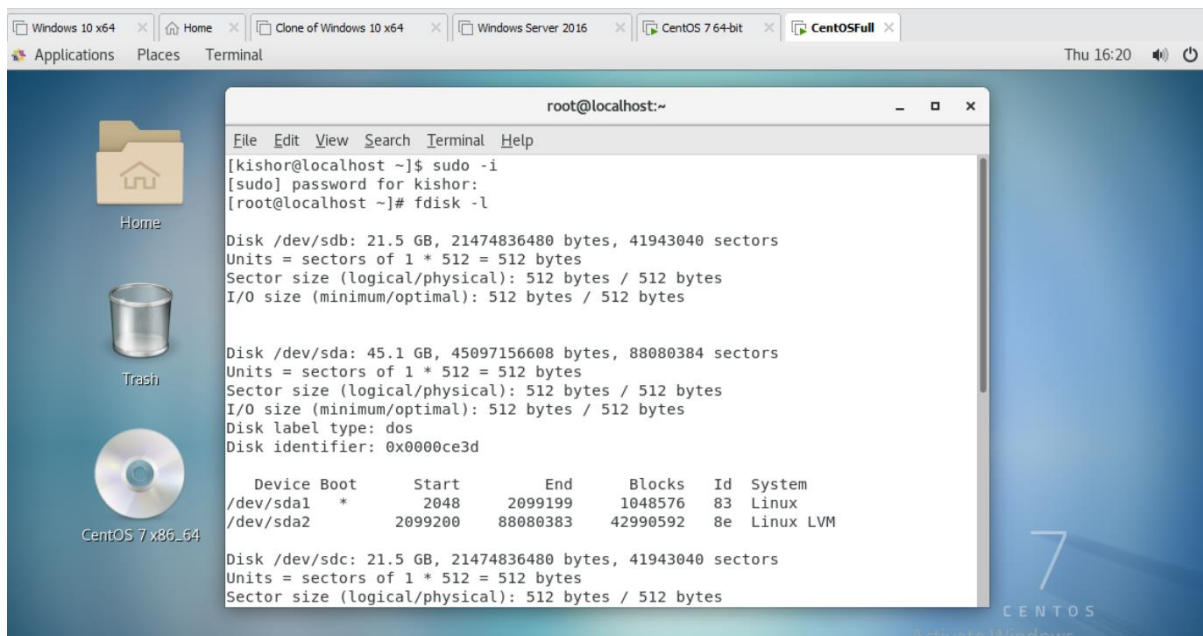 Windows 10 x64 Home Clone of Windows 10 x64 Windows Server 2016 CentOS 7 64-bit CentOSFull
Applications Places Terminal Thu 16:20
root@localhost:~
File Edit View Search Terminal Help
[kishor@localhost ~]$ sudo -i
[sudo] password for kishor:
[root@localhost ~]# fdisk -l
Disk /dev/sdb: 21.5 GB, 21474836480 bytes, 41943040 sectors
Units = sectors of 1 * 512 = 512 bytes
Sector size (logical/physical): 512 bytes / 512 bytes
I/O size (minimum/optimal): 512 bytes / 512 bytes
Disk /dev/sda: 45.1 GB, 45097156608 bytes, 88080384 sectors
Units = sectors of 1 * 512 = 512 bytes
Sector size (logical/physical): 512 bytes / 512 bytes
I/O size (minimum/optimal): 512 bytes / 512 bytes
Disk label type: dos
Disk identifier: 0x0000ce3d
Device Boot Start End Blocks Id System
/dev/sda1 * 2048 2099199 1048576 83 Linux
/dev/sda2 2099200 88080383 42990592 8e Linux LVM
Disk /dev/sdc: 21.5 GB, 21474836480 bytes, 41943040 sectors
Units = sectors of 1 * 512 = 512 bytes
Sector size (logical/physical): 512 bytes / 512 bytes
Home
Trash
CentOS 7 x86_64
7
CENTOS
Activate Windows